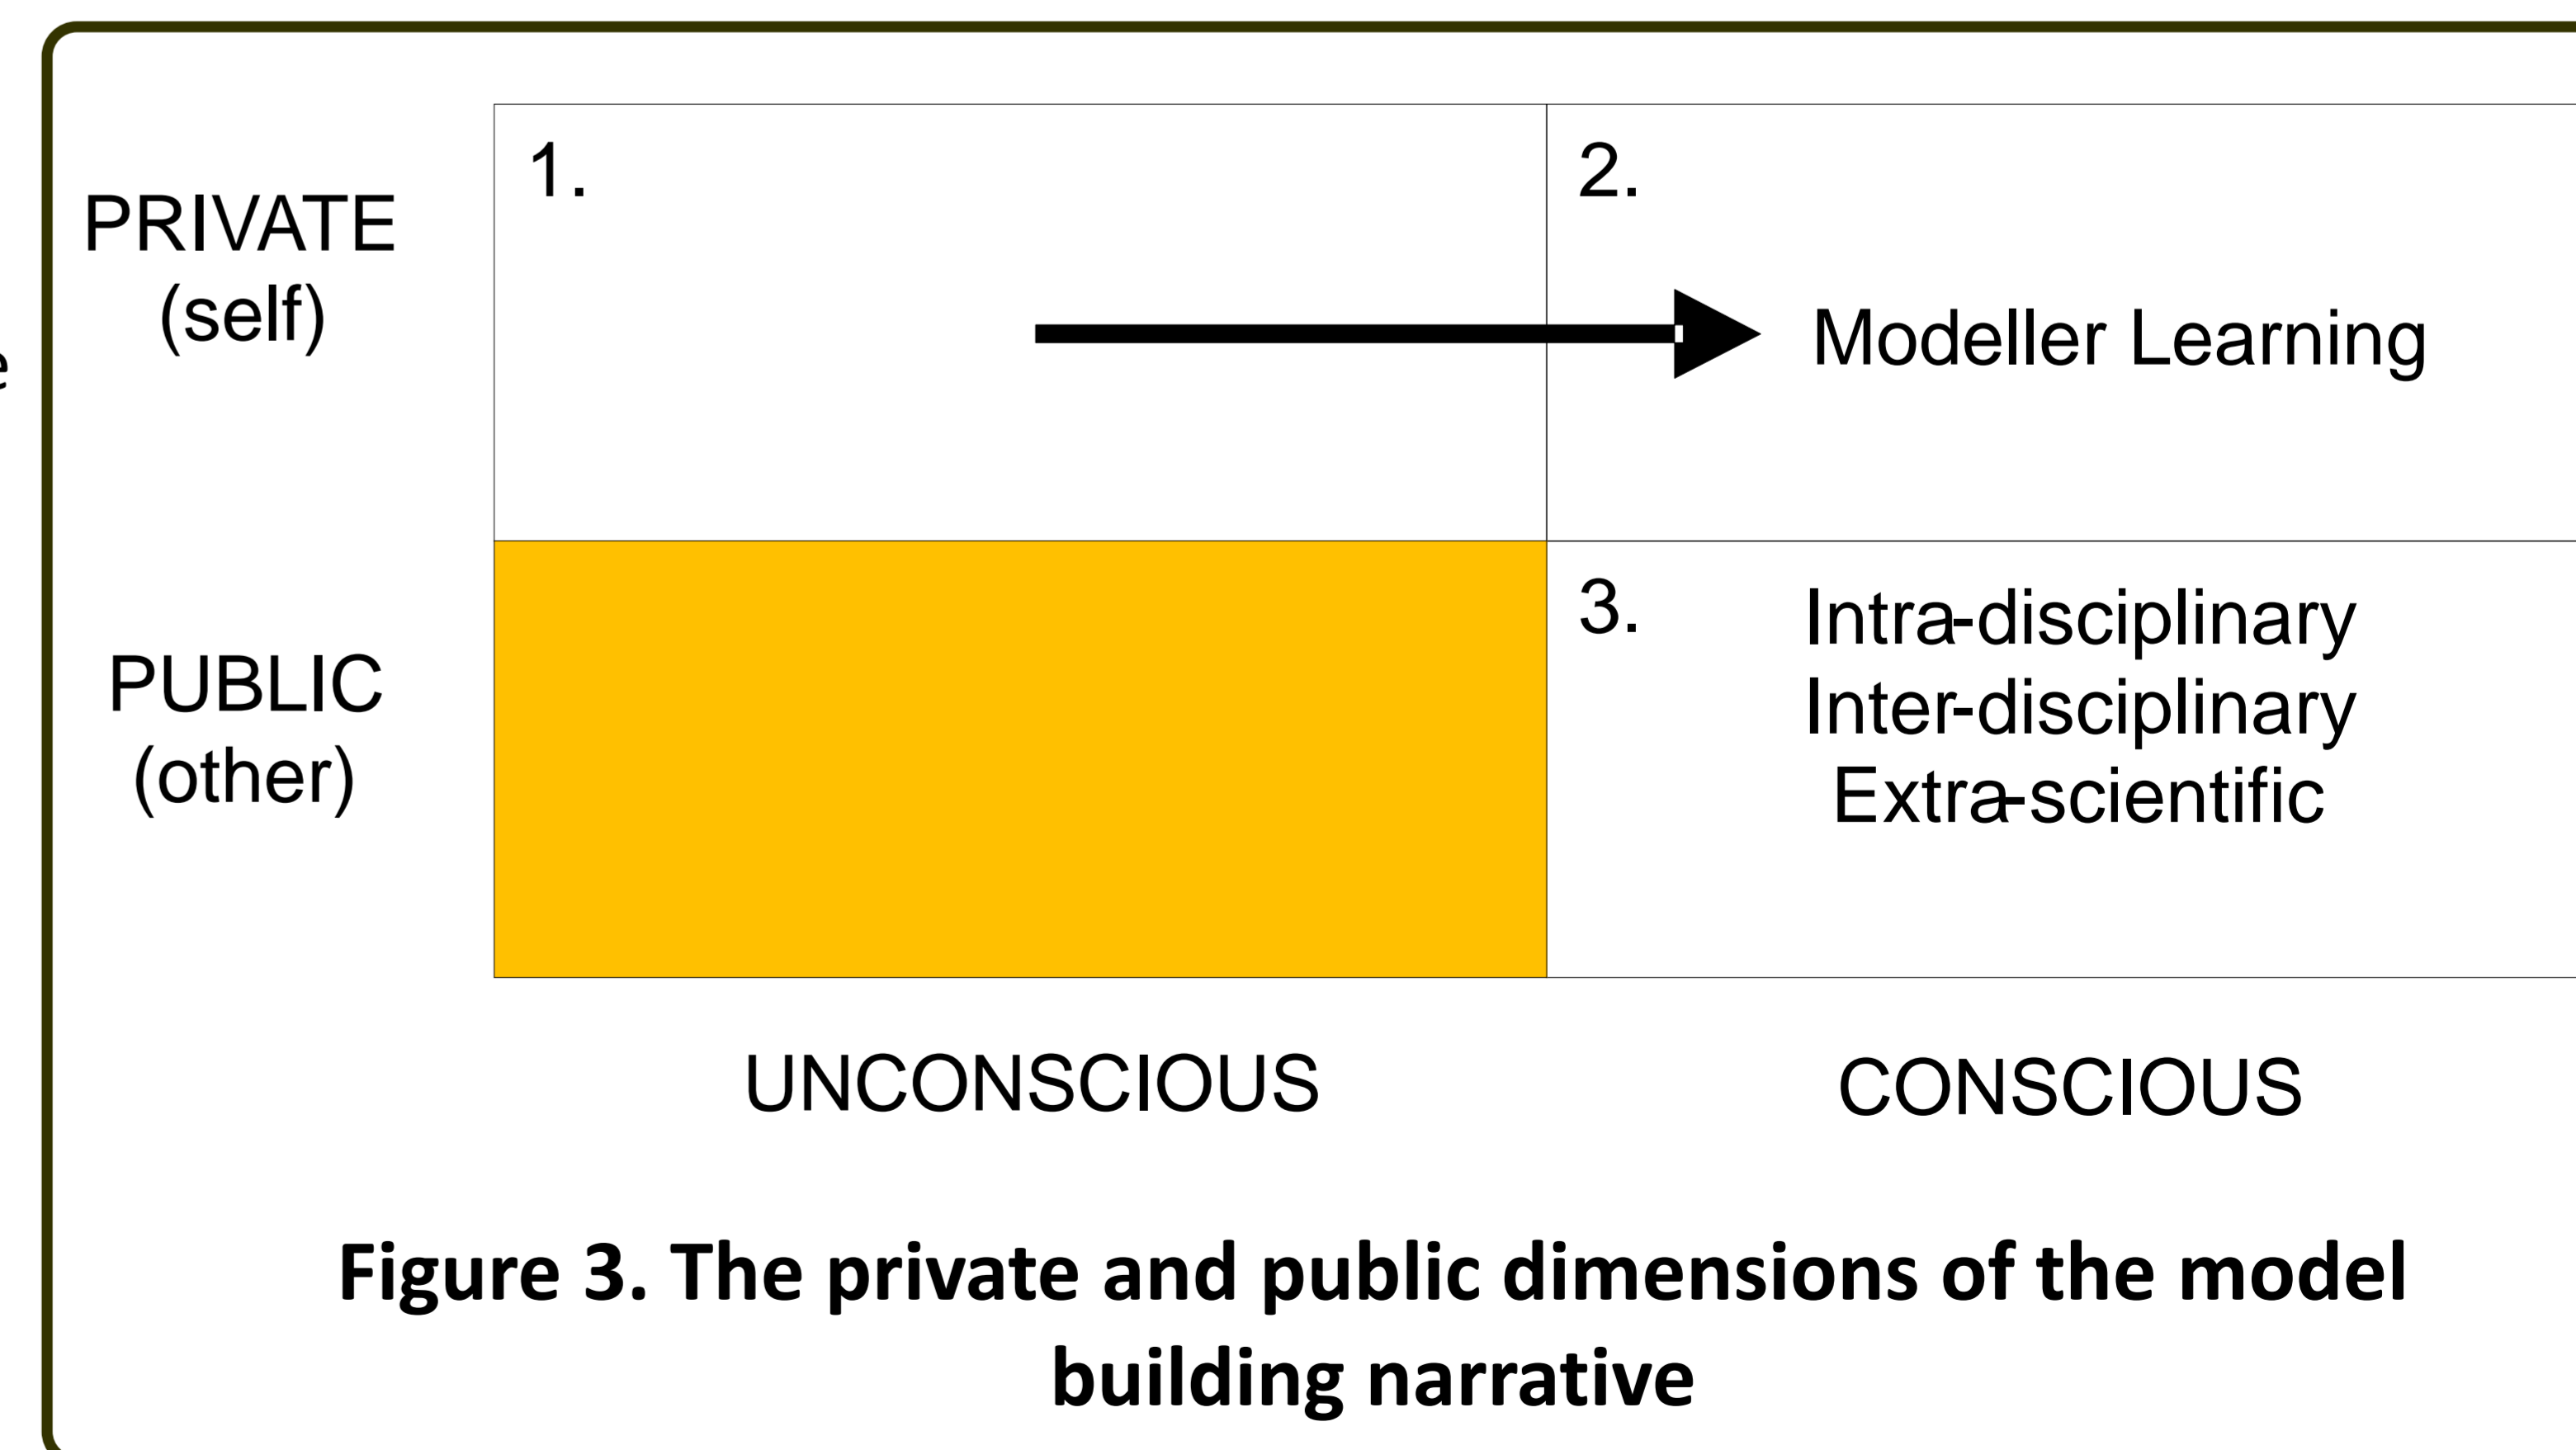 1.
2.
PRIVATE
(self)
e
Modeller Learning
3.
Intra-disciplinary
Inter-disciplinary
Extra-scientific
PUBLIC
(other)
UNCONSCIOUS
CONSCIOUS
Figure 3. The private and public dimensions of the model
building narrative